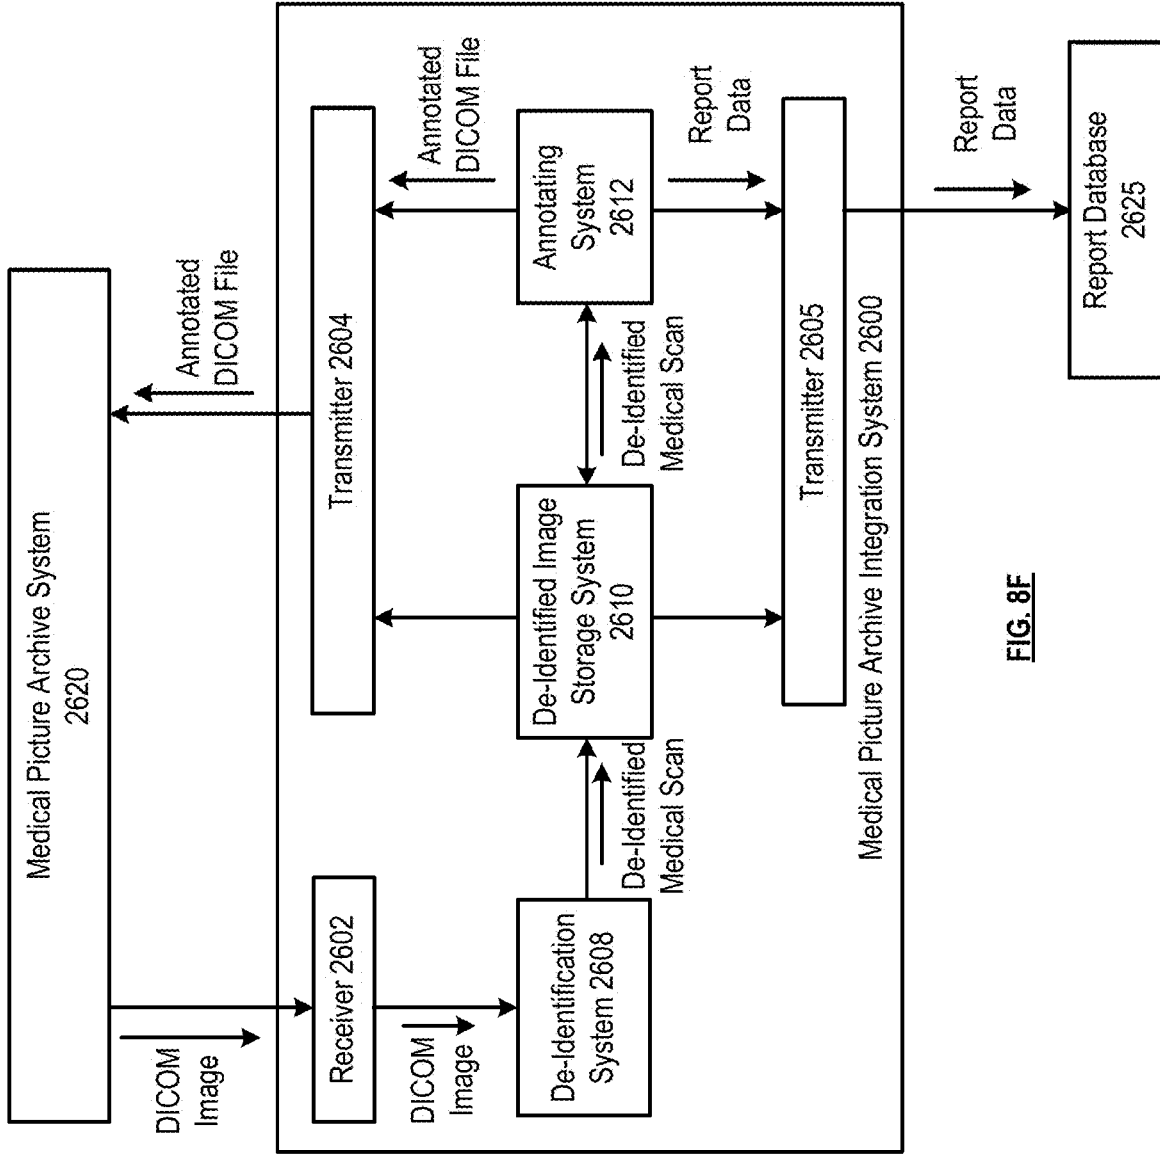 Medical Picture Archive System
2620
DICOM
Image
Annotated
DICOM File
Receiver 2602
Transmitter 2604
DICOM
Image
Annotated
DICOM File
De-Identification
System 2608
De-Identified
Medical Scan
De-Identified Image
Storage System
2610
De-Identified
Medical Scan
Annotating
System
2612
Report
Data
Transmitter 2605
Medical Picture Archive Integration System 2600
Report
Data
Report Database
2625
FIG. 8F